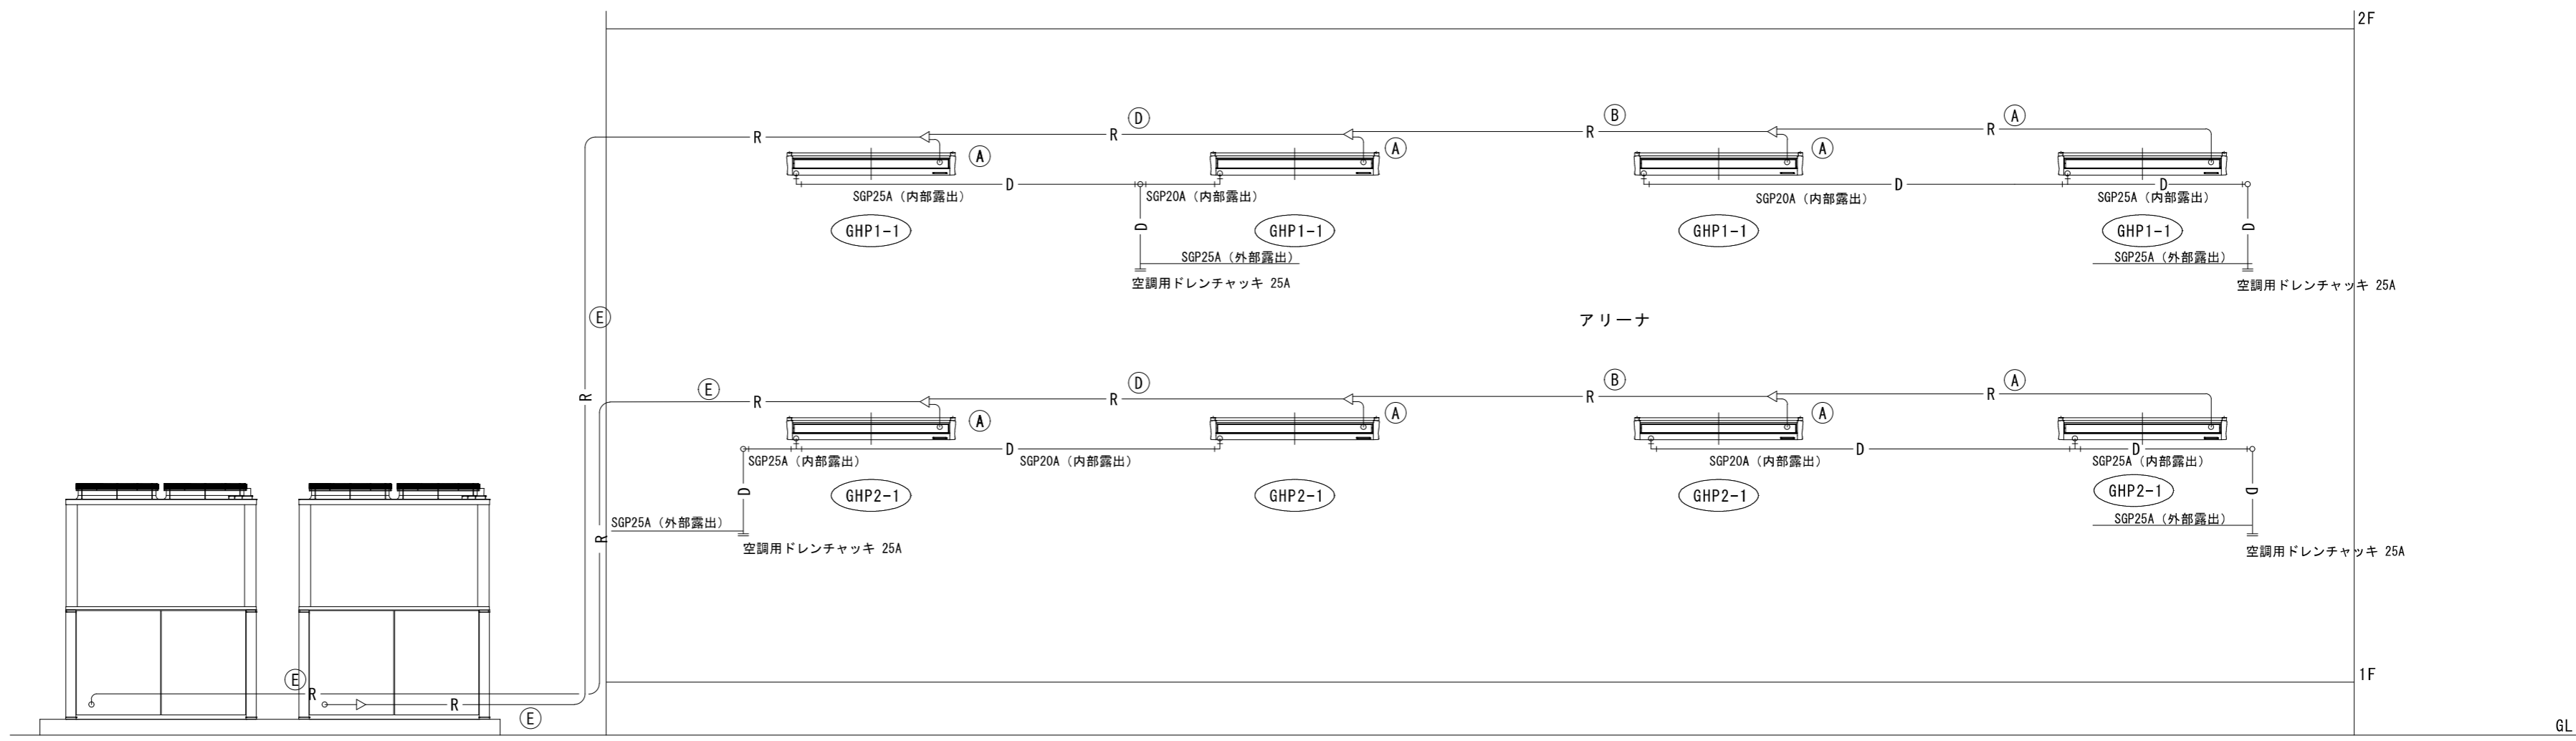 2F
Ⓓ
Ⓑ
Ⓐ
R
R
R
R
Ⓐ
Ⓐ
Ⓐ
D
D
D
SGP25A（内部露出）
SGP20A（内部露出）
SGP20A（内部露出）
SGP25A（内部露出）
GHP1-1
GHP1-1
GHP1-1
GHP1-1
D
D
SGP25A（外部露出）
SGP25A（外部露出）
空調用ドレンチャッキ 25A
空調用ドレンチャッキ 25A
Ⓔ
アリーナ
R
Ⓔ
Ⓓ
Ⓑ
Ⓐ
R
R
R
R
Ⓐ
Ⓐ
Ⓐ
D
D
D
SGP25A（内部露出）
SGP20A（内部露出）
SGP20A（内部露出）
SGP25A（内部露出）
GHP2-1
GHP2-1
GHP2-1
GHP2-1
D
D
SGP25A（外部露出）
SGP25A（外部露出）
R
空調用ドレンチャッキ 25A
空調用ドレンチャッキ 25A
1F
Ⓔ
R
R
Ⓔ
GL